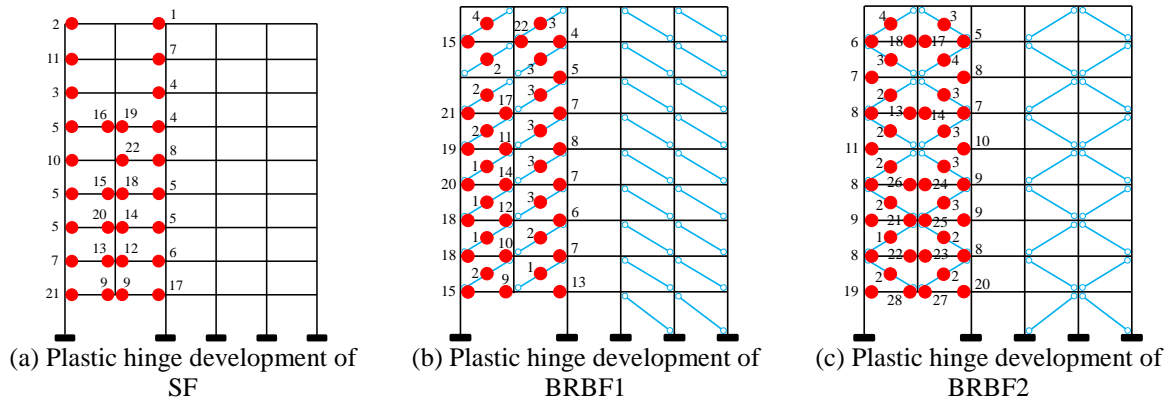 2 1
11 7
3 4
5 16 19 4
10 22 8
5 15 18 5
5 20 14 5
7 13 12 6
21 9 9 17
(a) Plastic hinge development of
SF
4 22 3
15 4
2 3
5
2 3
21 17 7
2 3
19 11 8
1 3
20 14 7
1 3
18 12 6
1 2
18 10 7
2 1
15 9 13
(b) Plastic hinge development of
BRBF1
4 3
6 18 17 5
3 4
7 8
2 3
8 13 14 7
2 3
11 10
2 3
8 26 24 9
2 3
9 21 25 9
1 2
8 22 23 8
2 2
19 28 27 20
(c) Plastic hinge development of
BRBF2